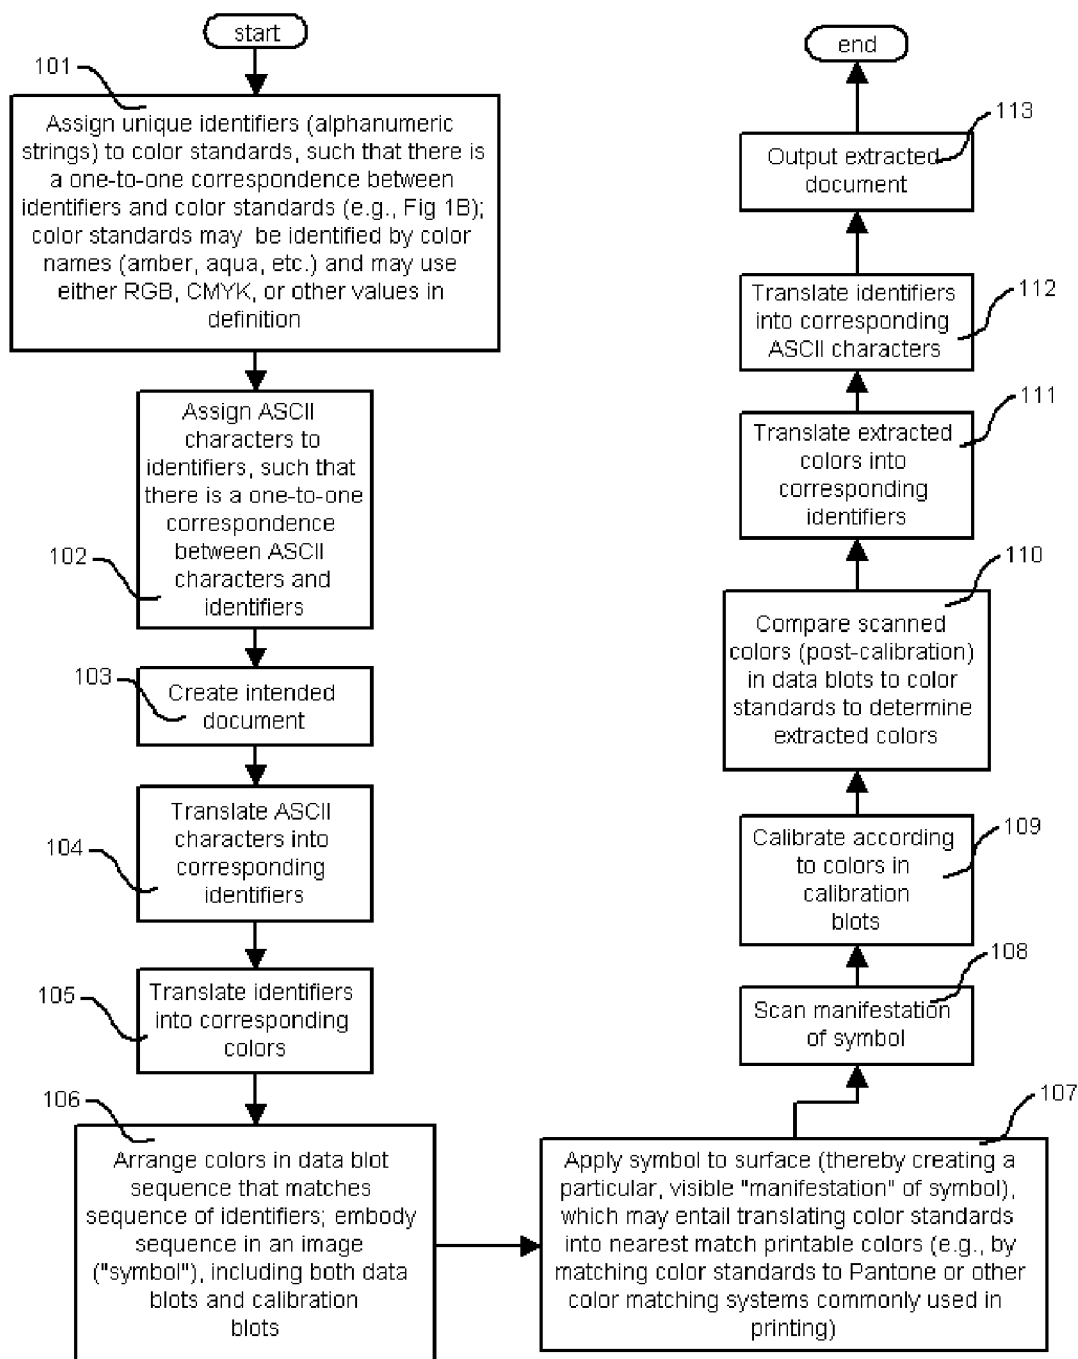 start
101
Assign unique identifiers (alphanumeric
strings) to color standards, such that there is
a one-to-one correspondence between
identifiers and color standards (e.g., Fig 1B);
color standards may be identified by color
names (amber, aqua, etc.) and may use
either RGB, CMYK, or other values in
definition
Assign ASCII
characters to
identifiers, such that
there is a one-to-one
correspondence
between ASCII
characters and
identifiers
102
103
Create intended
document
Translate ASCII
characters into
corresponding
identifiers
104
Translate identifiers
into corresponding
colors
105
106
Arrange colors in data blot
sequence that matches
sequence of identifiers; embody
sequence in an image
("symbol"), including both data
blots and calibration
blots
107
Apply symbol to surface (thereby creating a
particular, visible "manifestation" of symbol),
which may entail translating color standards
into nearest match printable colors (e.g., by
matching color standards to Pantone or other
color matching systems commonly used in
printing)
108
Scan manifestation
of symbol
109
Calibrate according
to colors in
calibration
blots
110
Compare scanned
colors (post-calibration)
in data blots to color
standards to determine
extracted colors
111
Translate extracted
colors into
corresponding
identifiers
112
Translate identifiers
into corresponding
ASCII characters
113
Output extracted
document
end